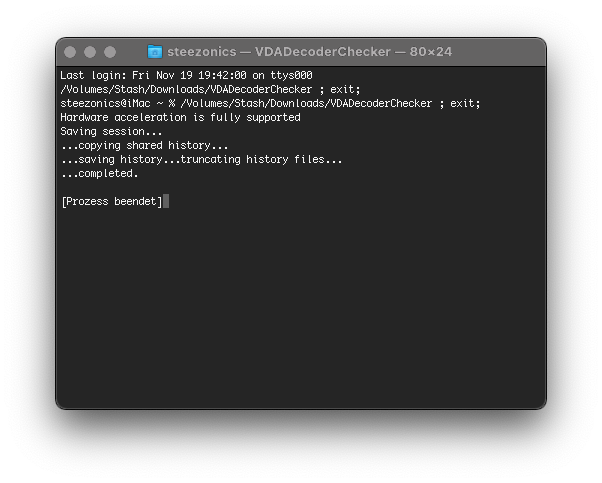 steezonics — VDADecoderChecker — 80×24
Last login: Fri Nov 19 19:42:00 on ttys000
/Volumes/Stash/Downloads/VDADecoderChecker ; exit;
steezonics@iMac ~ % /Volumes/Stash/Downloads/VDADecoderChecker ; exit;
Hardware acceleration is fully supported
Saving session...
...copying shared history...
...saving history...truncating history files...
...completed.
[Prozess beendet]